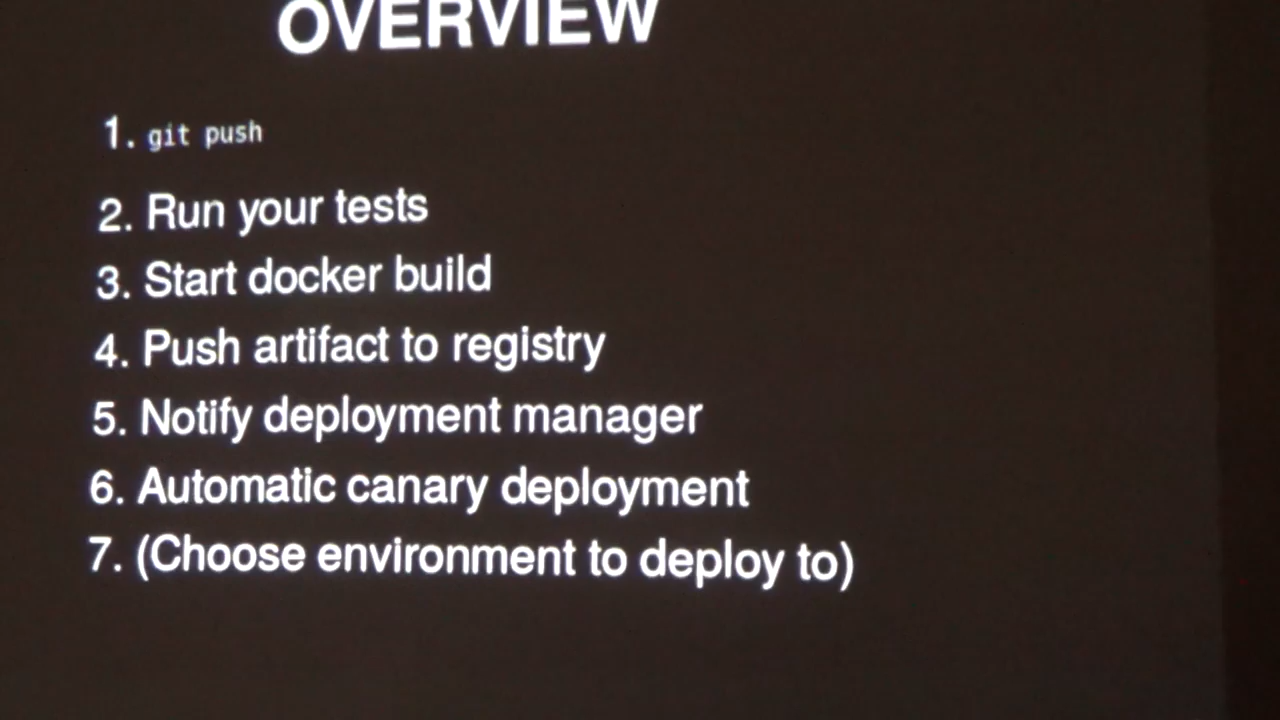 OVERVIEW
1. git push
2. Run your tests
3. Start docker build
4. Push artifact to registry
5. Notify deployment manager
6. Automatic canary deployment
7. (Choose environment to deploy to)